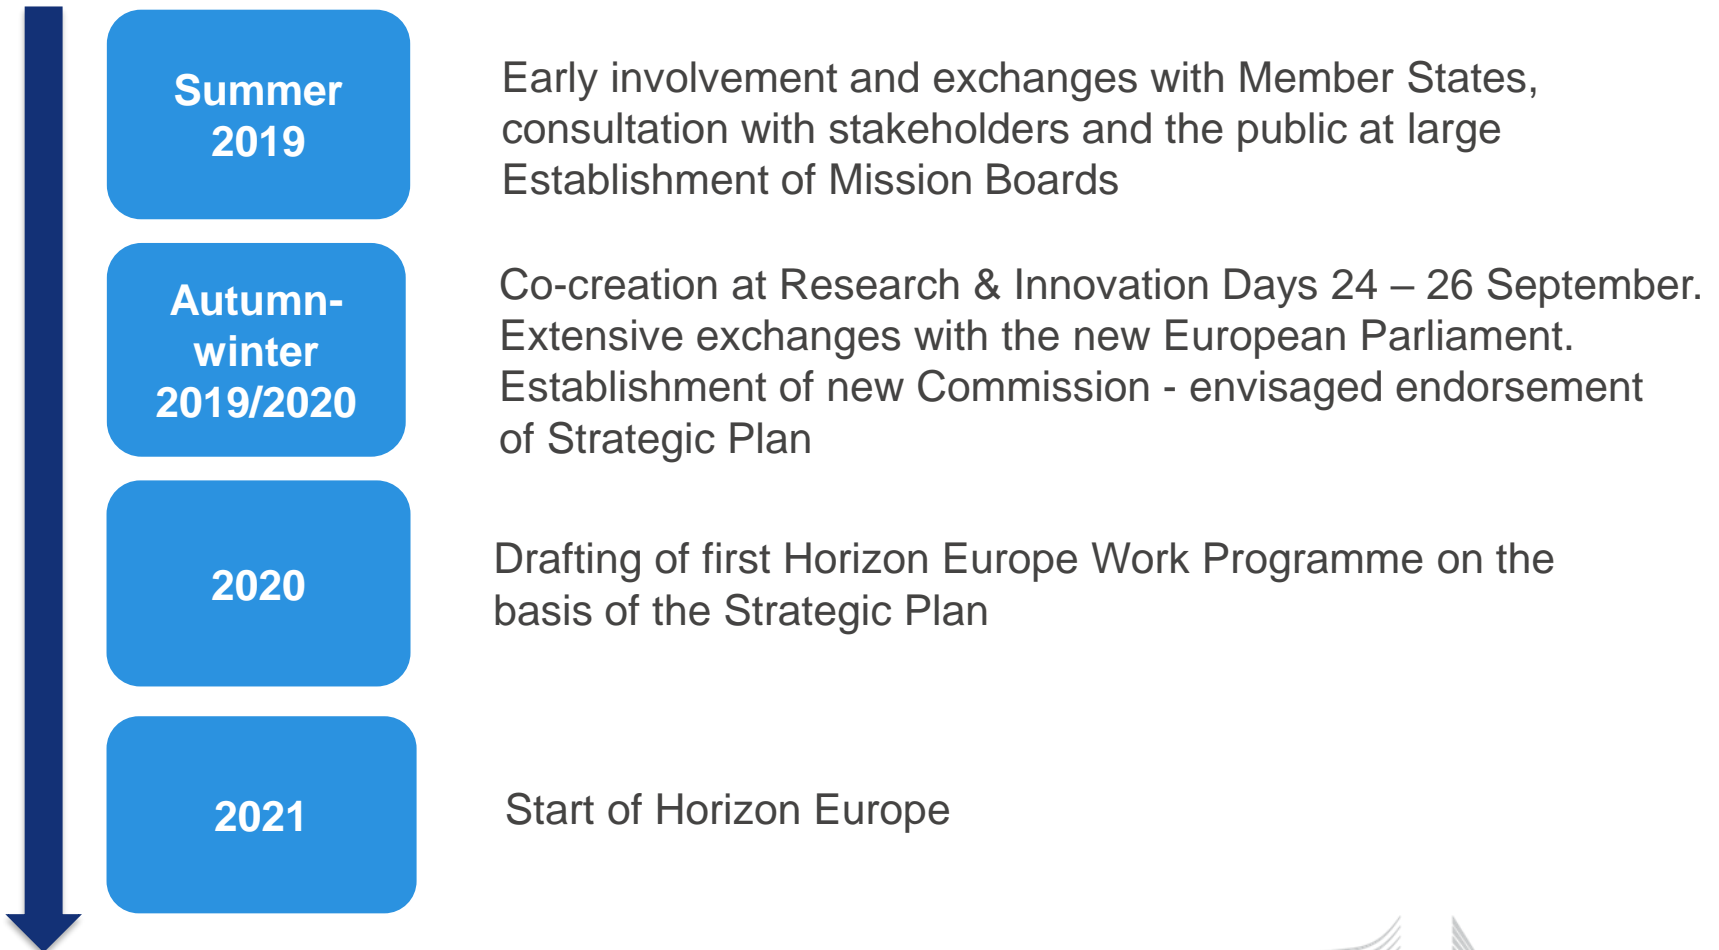 Summer
2019
Early involvement and exchanges with Member States,
consultation with stakeholders and the public at large
Establishment of Mission Boards
Autumn-
winter
2019/2020
Co-creation at Research & Innovation Days 24 – 26 September.
Extensive exchanges with the new European Parliament.
Establishment of new Commission - envisaged endorsement
of Strategic Plan
2020
Drafting of first Horizon Europe Work Programme on the
basis of the Strategic Plan
2021
Start of Horizon Europe